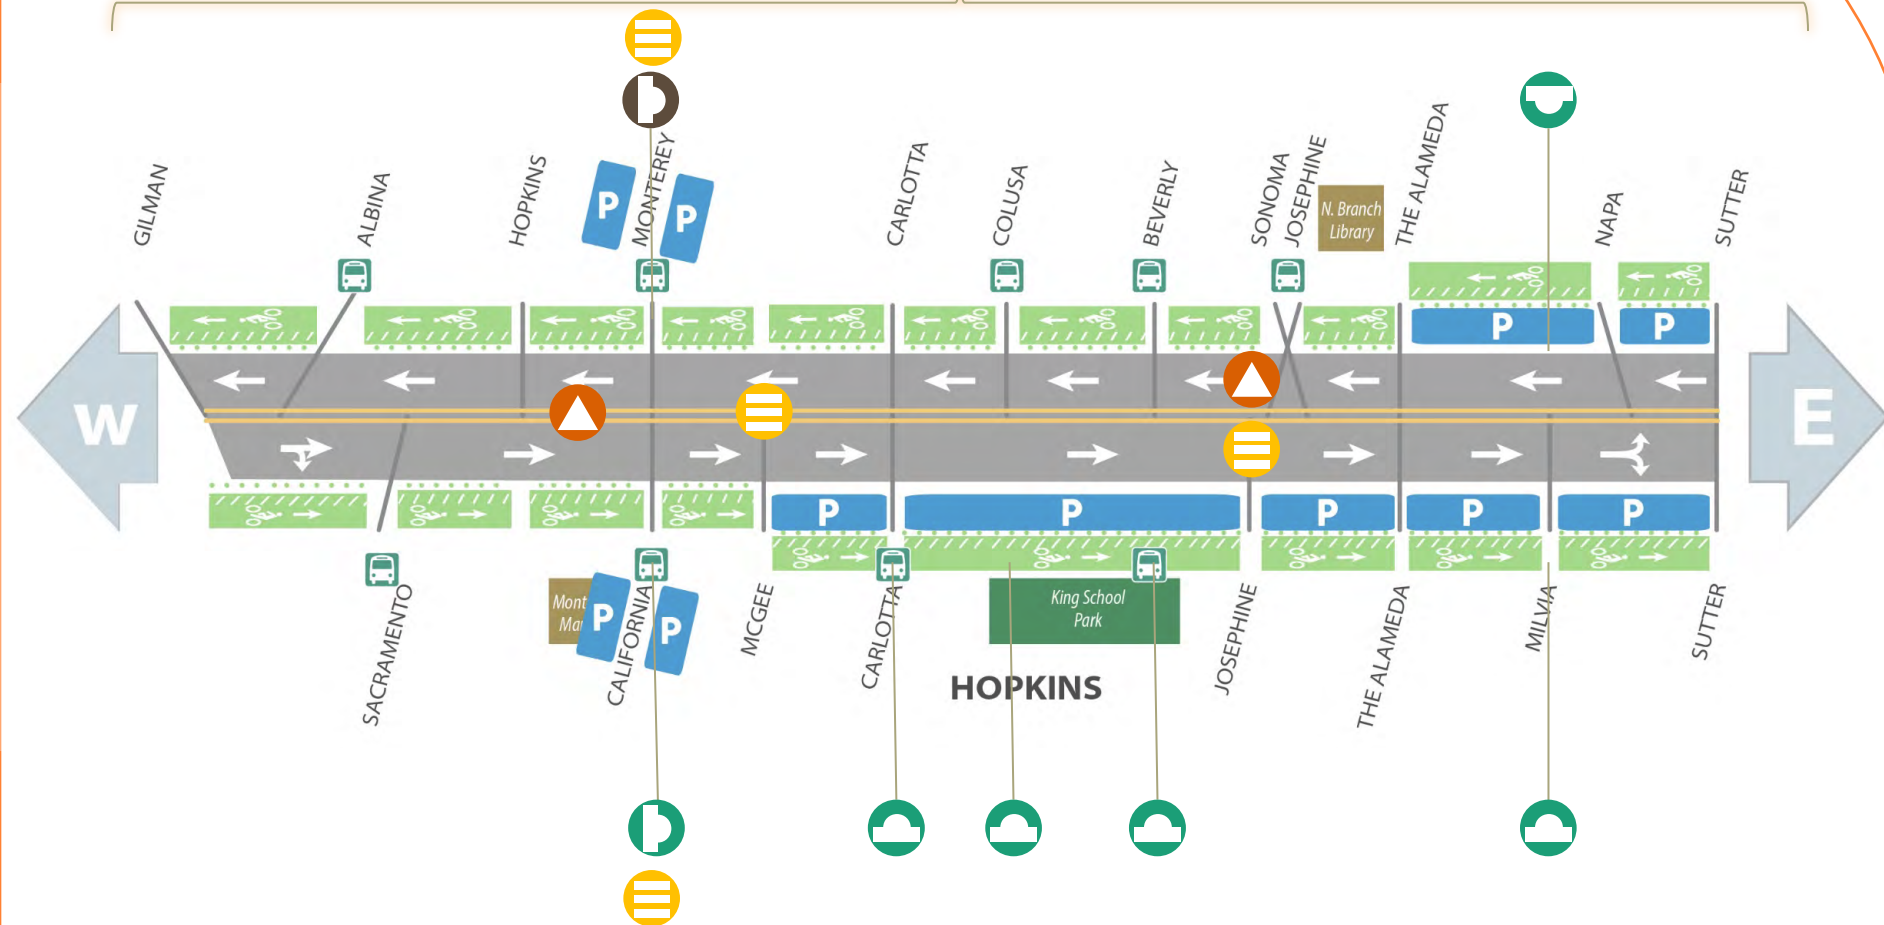 GILMAN
ALBINA
HOPKINS
MONTEREY
CARLOTTA
COLUSA
BEVERLY
SONOMA
JOSEPHINE
THE ALAMEDA
NAPA
SUTTER
P
P
N. Branch
Library
P
P
W
E
P
P
P
P
P
SACRAMENTO
Mont
Ma
P
CALIFORNIA
P
MCGEE
CARLOTTA
King School
Park
JOSEPHINE
THE ALAMEDA
MILVIA
SUTTER
HOPKINS